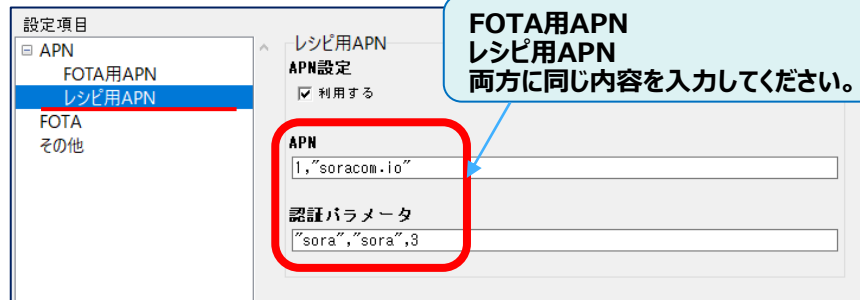 設定項目
APN
FOTA用APN
レシピ用APN
FOTA
その他
レシピ用APN
APN設定
利用する
APN
1,"soracom.io"
認証パラメータ
"sora","sora",3
FOTA用APN
レシピ用APN
両方に同じ内容を入力してください。